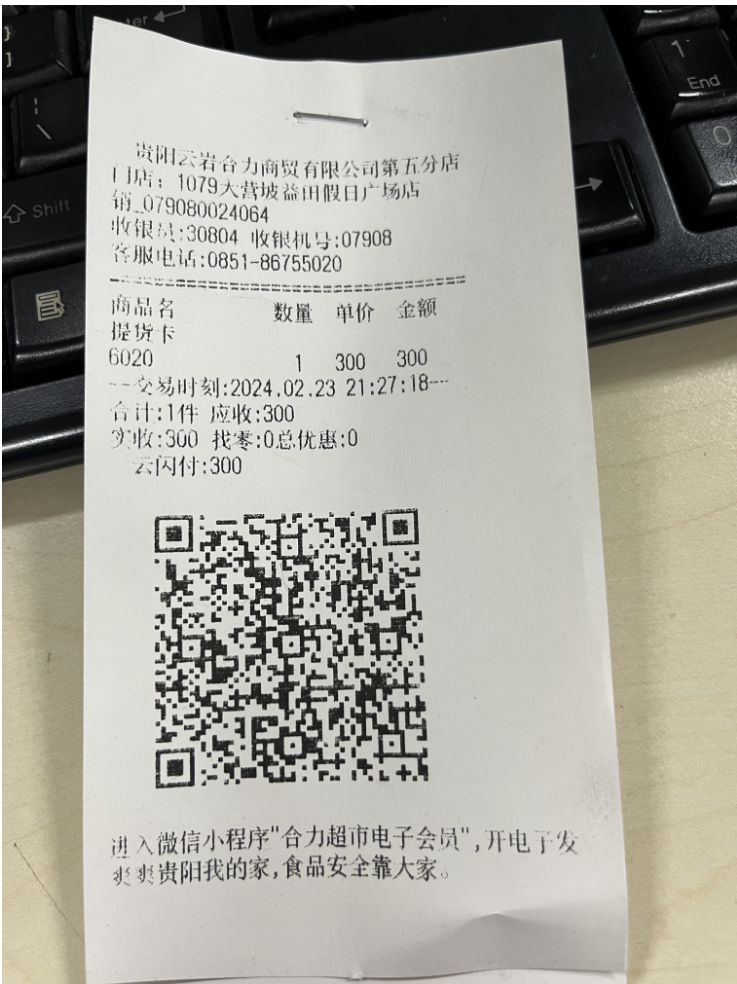 贵阳云岩合力商贸有限公司第五分店
门店：1079大营坡益田假日广场店
销_079080024064
收银员:30804 收银机号:07908
客服电话:0851-86755020
商品名 数量 单价 金额
提货卡
6020 1 300 300
--交易时刻:2024.02.23 21:27:18--
合计:1件 应收:300
实收:300 找零:0总优惠:0
云闪付:300
进入微信小程序"合力超市电子会员",开电子发
爽爽贵阳我的家,食品安全靠大家。
enter
}
]
|
\
Shift
1
End
0